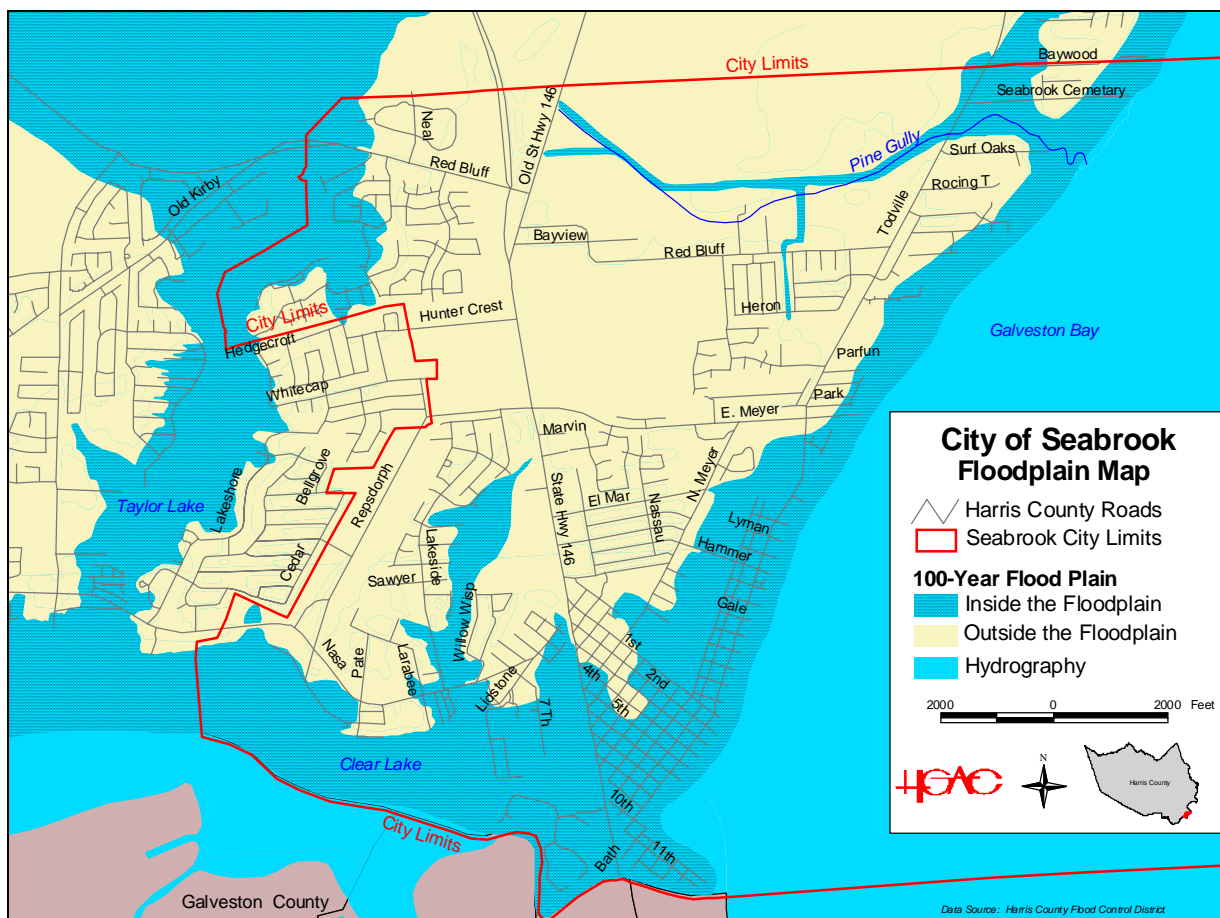 City Limits
Baywood
Seabrook Cemetary
Neal
Old St Hwy 146
Pine Gully
Surf Oaks
Red Bluff
Old Kirby
Rocing T
Todville
Bayview
Red Bluff
Heron
City Limits
Hunter Crest
Hedgecroft
Galveston Bay
Parfun
Whitecap
Park
E. Meyer
Marvin
Bellgrove
Repsdorph
N. Meyer
Lakeshore
Taylor Lake
State Hwy 146
El Mar
Nassau
Lyman
Hammer
Lakeside
Cedar
Sawyer
Willow Wisp
Gale
1st
Nasa
Pate
Larabee
Lidstone
4th
2nd
5th
7 Th
Clear Lake
10th
City Limits
Bath
11th
Galveston County
City of Seabrook
Floodplain Map
Harris County Roads
Seabrook City Limits
100-Year Flood Plain
Inside the Floodplain
Outside the Floodplain
Hydrography
2000 0 2000 Feet
HGAC
N
Harris County
Data Source: Harris County Flood Control District